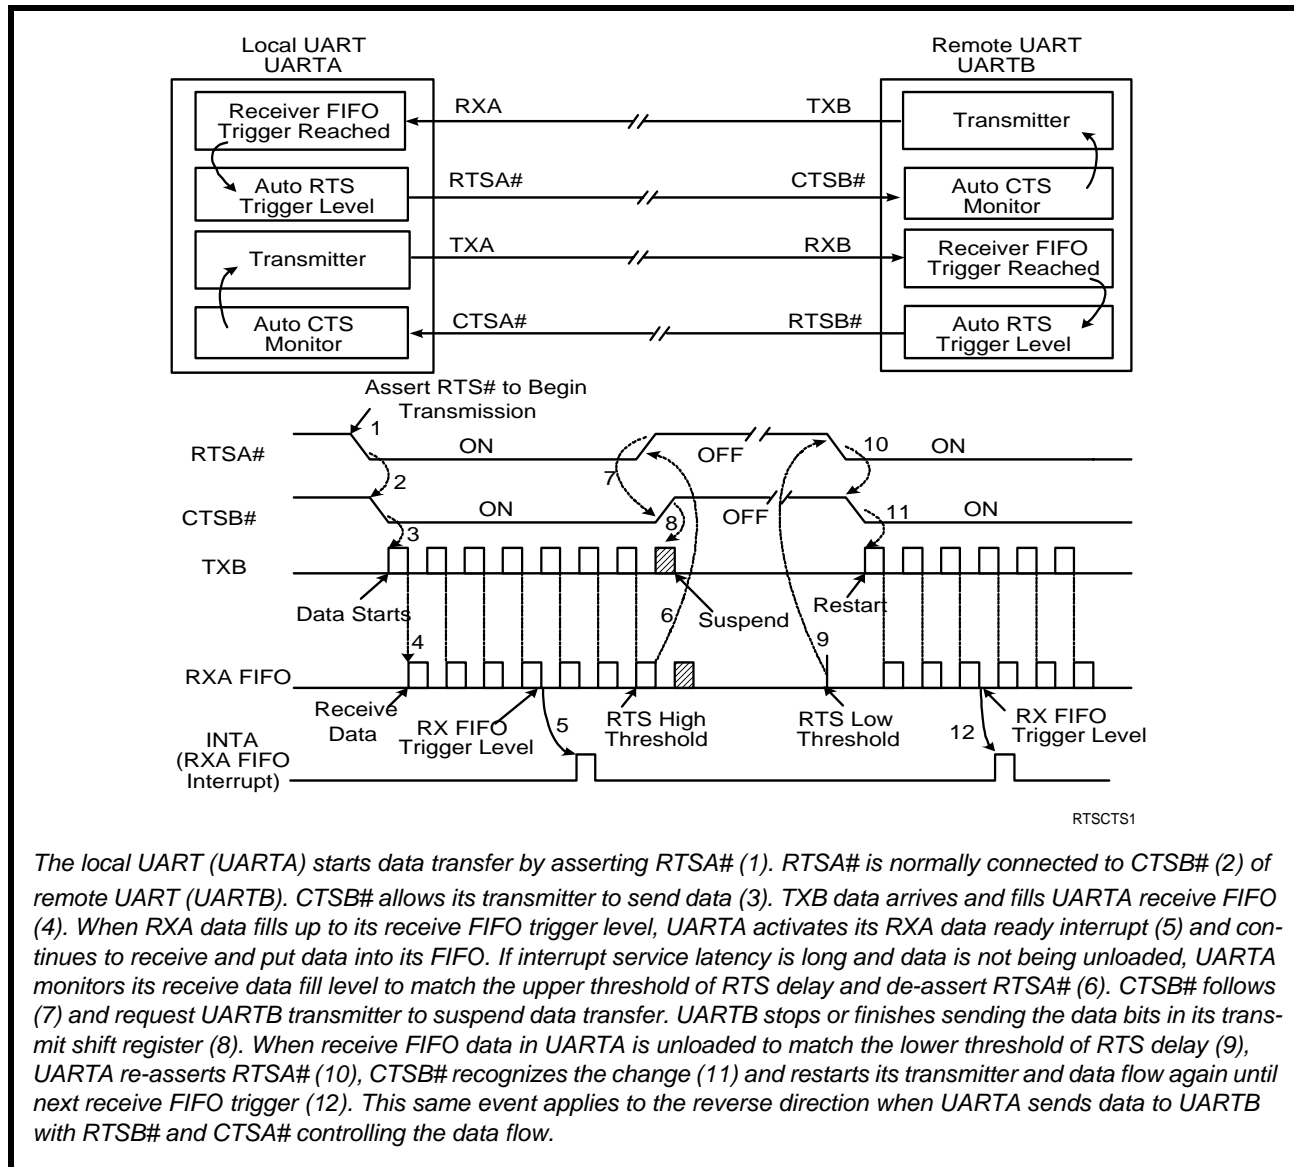 Local UART
UARTA
Remote UART
UARTB
Receiver FIFO
Trigger Reached
RXA
TXB
Transmitter
Auto RTS
Trigger Level
RTSA#
CTSB#
Auto CTS
Monitor
Transmitter
TXA
RXB
Receiver FIFO
Trigger Reached
Auto CTS
Monitor
CTSA#
RTSB#
Auto RTS
Trigger Level
Assert RTS# to Begin
Transmission
RTSA#
1
ON
7
OFF
10
ON
2
CTSB#
ON
8
OFF
11
3
TXB
Data Starts
6
Suspend
Restart
4
9
RXA FIFO
Receive
Data
RX FIFO
Trigger Level
5
RTS High
Threshold
RTS Low
Threshold
12
RX FIFO
Trigger Level
INTA
(RXA FIFO
Interrupt)
RTSCTS1
The local UART (UARTA) starts data transfer by asserting RTSA# (1). RTSA# is normally connected to CTSB# (2) of
remote UART (UARTB). CTSB# allows its transmitter to send data (3). TXB data arrives and fills UARTA receive FIFO
(4). When RXA data fills up to its receive FIFO trigger level, UARTA activates its RXA data ready interrupt (5) and con-
tinues to receive and put data into its FIFO. If interrupt service latency is long and data is not being unloaded, UARTA
monitors its receive data fill level to match the upper threshold of RTS delay and de-assert RTSA# (6). CTSB# follows
(7) and request UARTB transmitter to suspend data transfer. UARTB stops or finishes sending the data bits in its trans-
mit shift register (8). When receive FIFO data in UARTA is unloaded to match the lower threshold of RTS delay (9),
UARTA re-asserts RTSA# (10), CTSB# recognizes the change (11) and restarts its transmitter and data flow again until
next receive FIFO trigger (12). This same event applies to the reverse direction when UARTA sends data to UARTB
with RTSB# and CTSA# controlling the data flow.